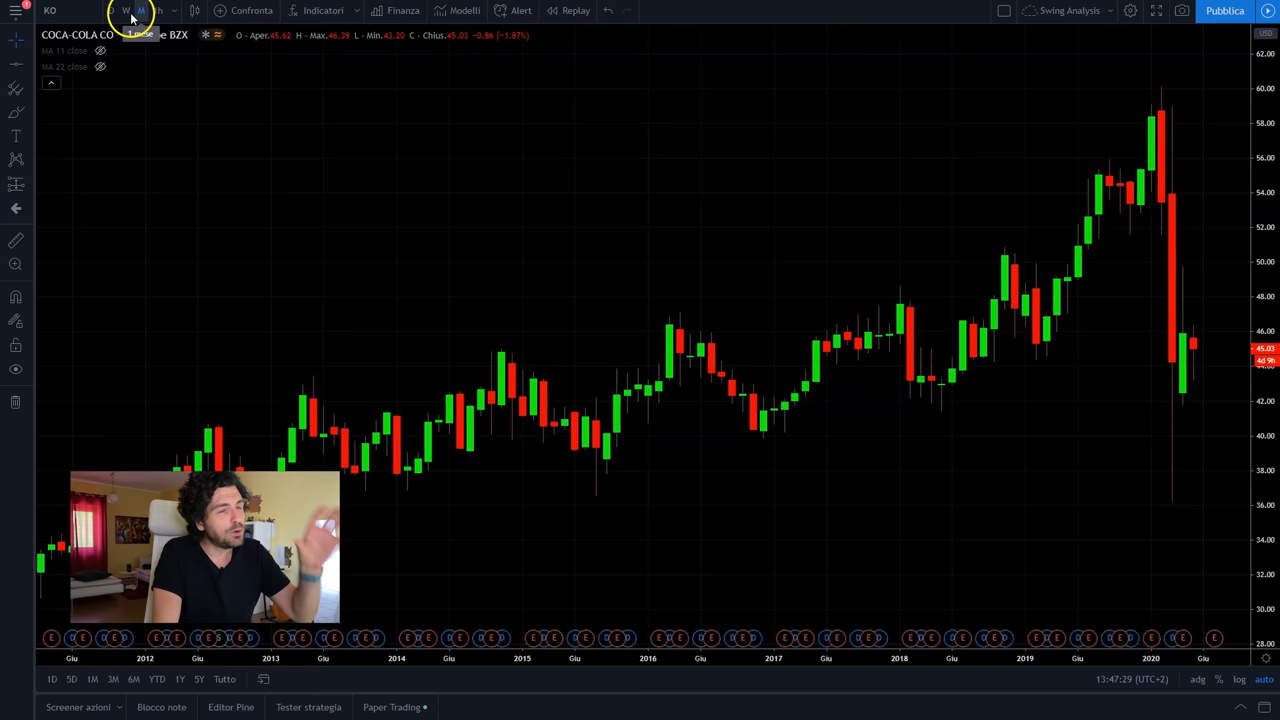 KO W M h Confronta Indicatori Finanza Modelli Alert Replay Swing Analysis Pubblica
1 mese
COCA-COLA CO BZX O - Aper.45.62 H - Max.46.39 L - Min.43.20 C - Chius.45.03 -0.86 (-1.87%)
USD
MA 11 close
MA 22 close
62.00
60.00
58.00
56.00
54.00
52.00
50.00
48.00
46.00
45.03
4d 9h
44.00
42.00
40.00
38.00
36.00
34.00
32.00
30.00
28.00
E D E D E D E D E S D E D E D E D E D E D E D E D E D E D E D E D E D E D E D E D E D E D E D E D E D E D E D E E D E E
Giu 2012 Giu 2013 Giu 2014 Giu 2015 Giu 2016 Giu 2017 Giu 2018 Giu 2019 Giu 2020 Giu
1D 5D 1M 3M 6M YTD 1Y 5Y Tutto 13:47:29 (UTC+2) adg % log auto
Screener azioni Blocco note Editor Pine Tester strategia Paper Trading